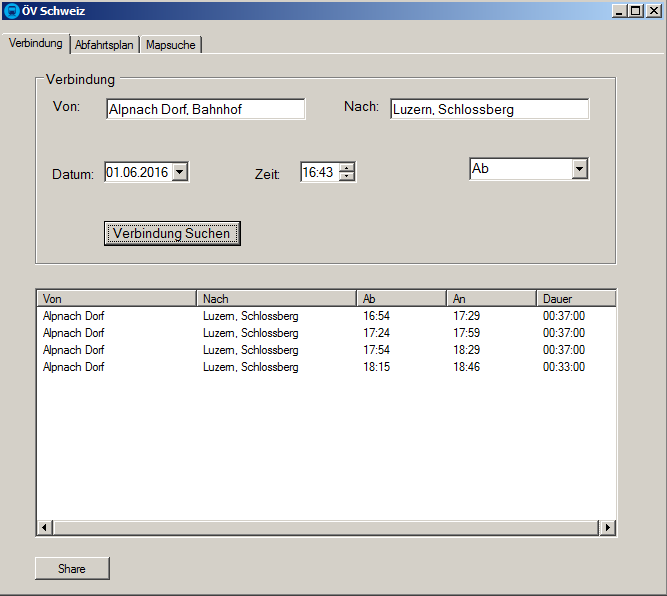 ÖV Schweiz
Verbindung Abfahrtsplan Mapsuche
Verbindung
Von: Alpnach Dorf, Bahnhof Nach: Luzern, Schlossberg
Datum: 01.06.2016 Zeit: 16:43 Ab
Verbindung Suchen
Von Nach Ab An Dauer
Alpnach Dorf Luzern, Schlossberg 16:54 17:29 00:37:00
Alpnach Dorf Luzern, Schlossberg 17:24 17:59 00:37:00
Alpnach Dorf Luzern, Schlossberg 17:54 18:29 00:37:00
Alpnach Dorf Luzern, Schlossberg 18:15 18:46 00:33:00
Share